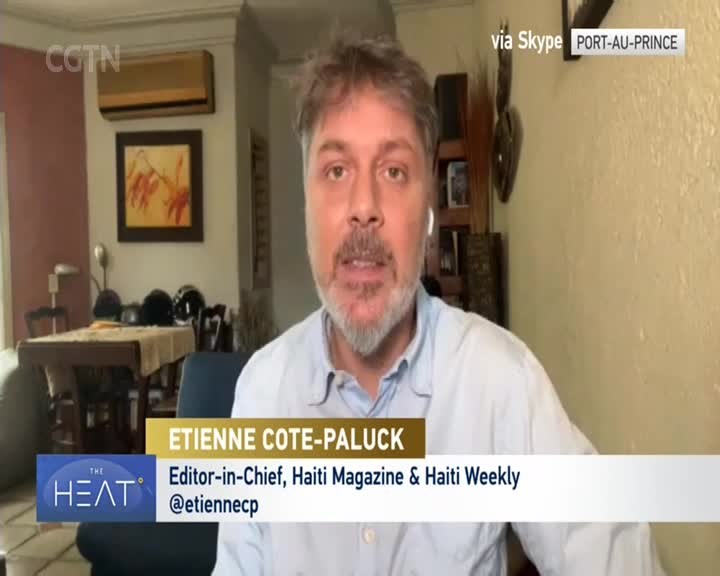 CGTN
via Skype PORT-AU-PRINCE
ETIENNE COTE-PALUCK
THE
HEAT
Editor-in-Chief, Haiti Magazine & Haiti Weekly
@etiennecp